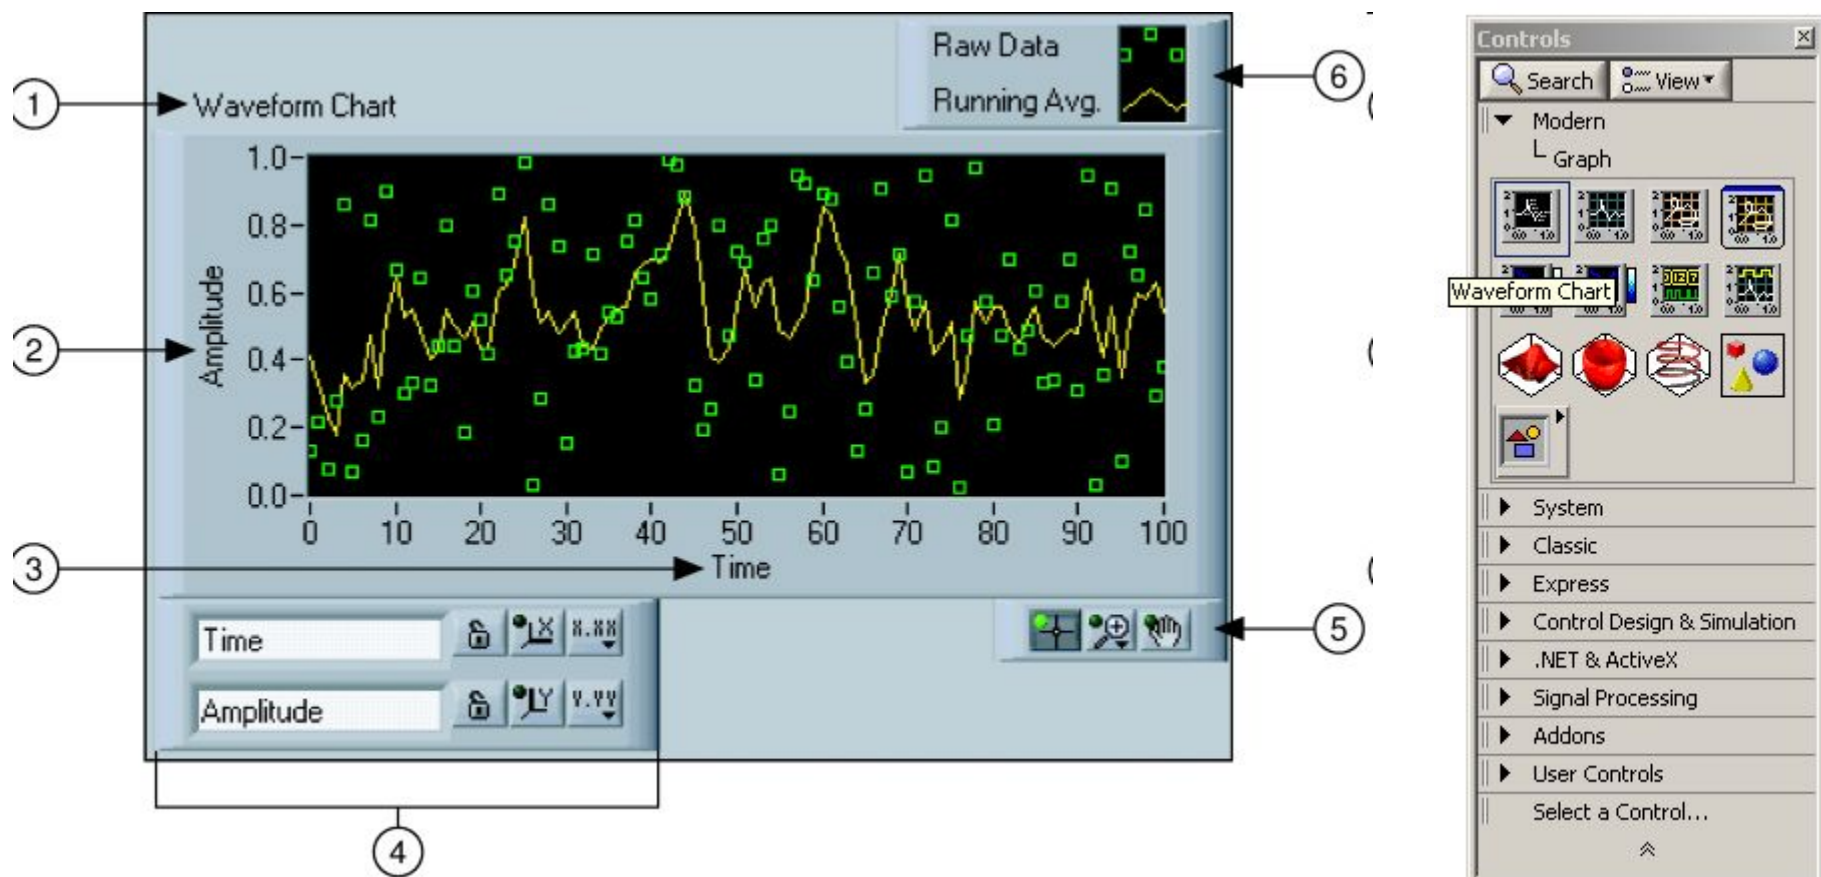 Raw Data
Running Avg.
6
1
Waveform Chart
1.0
0.8
0.6
0.4
0.2
0.0
Amplitude
2
0 10 20 30 40 50 60 70 80 90 100
3
Time
Time
X
X.XX
Amplitude
Y
Y.YY
5
4
Controls
Search
View
Modern
Graph
Waveform Chart
System
Classic
Express
Control Design & Simulation
.NET & ActiveX
Signal Processing
Addons
User Controls
Select a Control...